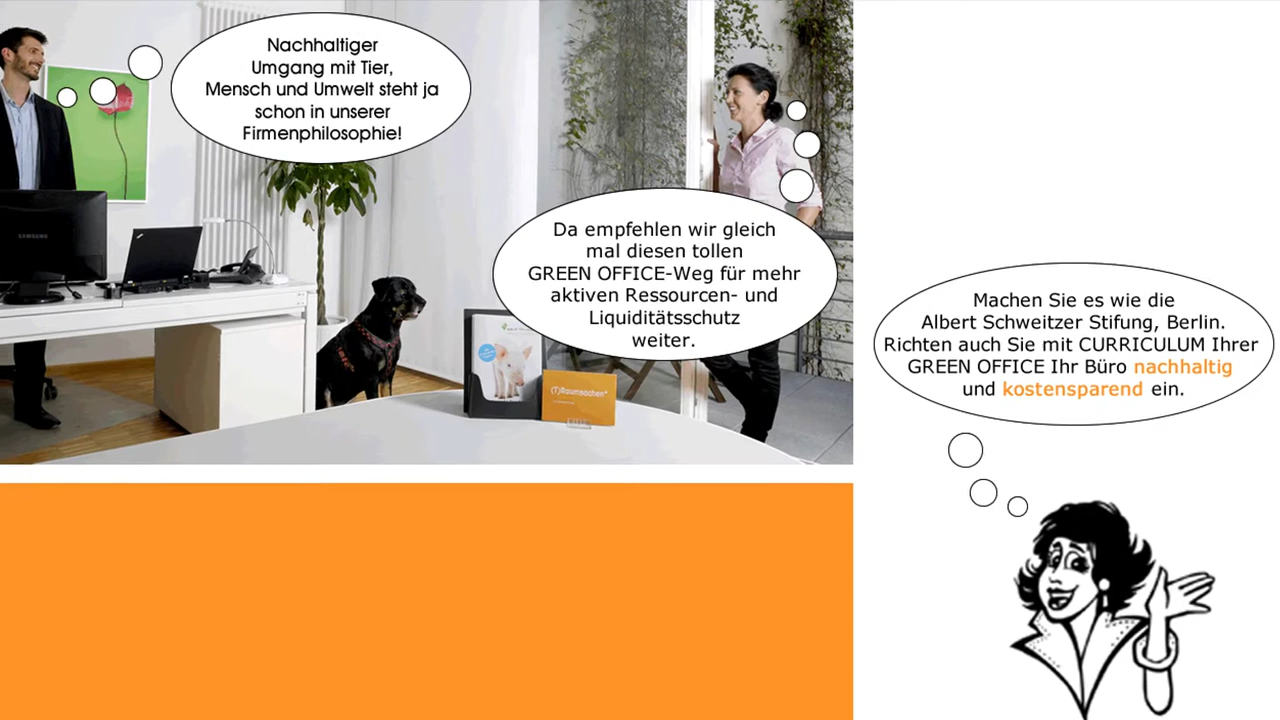 Nachhaltiger
Umgang mit Tier,
Mensch und Umwelt steht ja
schon in unserer
Firmenphilosophie!
Da empfehlen wir gleich
mal diesen tollen
GREEN OFFICE-Weg für mehr
aktiven Ressourcen- und
Liquiditätsschutz
weiter.
SAMSUNG
(T)Raumsachen®
Machen Sie es wie die
Albert Schweitzer Stifung, Berlin.
Richten auch Sie mit CURRICULUM Ihrer
GREEN OFFICE Ihr Büro nachhaltig
und kostensparend ein.